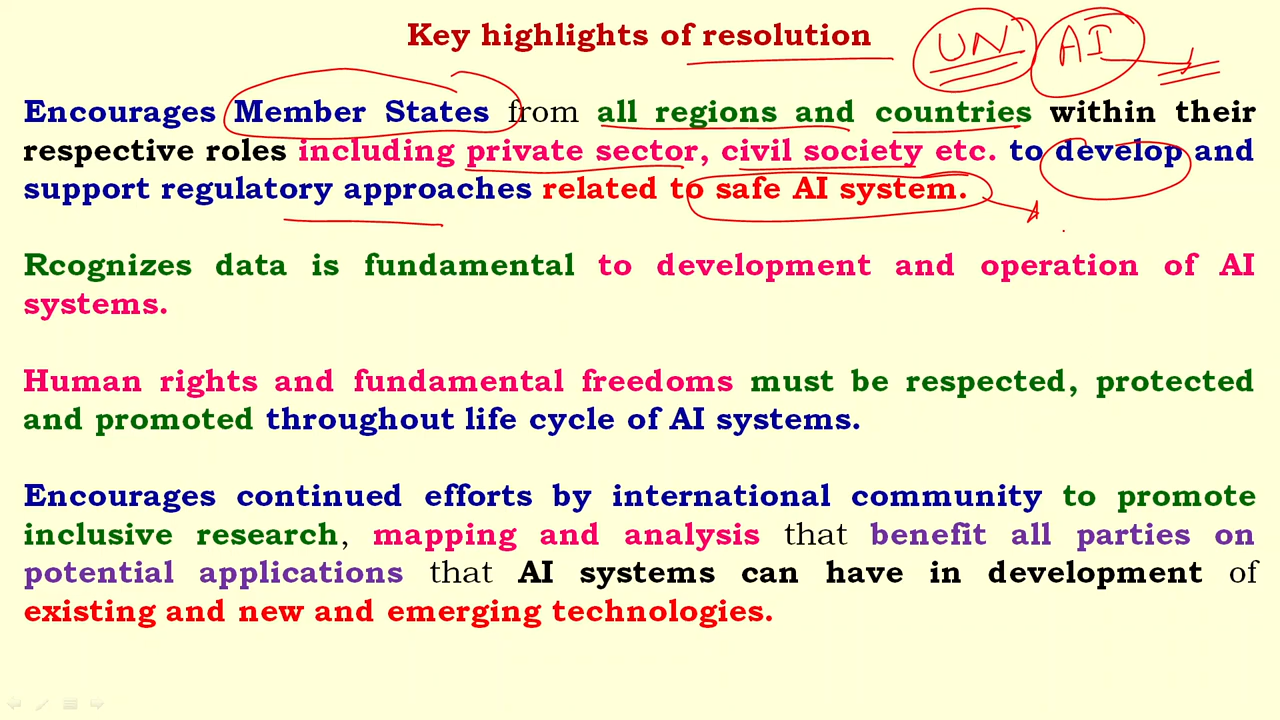 Key highlights of resolution UN AI
Encourages Member States from all regions and countries within their
respective roles including private sector, civil society etc. to develop and
support regulatory approaches related to safe AI system.
Rcognizes data is fundamental to development and operation of AI
systems.
Human rights and fundamental freedoms must be respected, protected
and promoted throughout life cycle of AI systems.
Encourages continued efforts by international community to promote
inclusive research, mapping and analysis that benefit all parties on
potential applications that AI systems can have in development of
existing and new and emerging technologies.